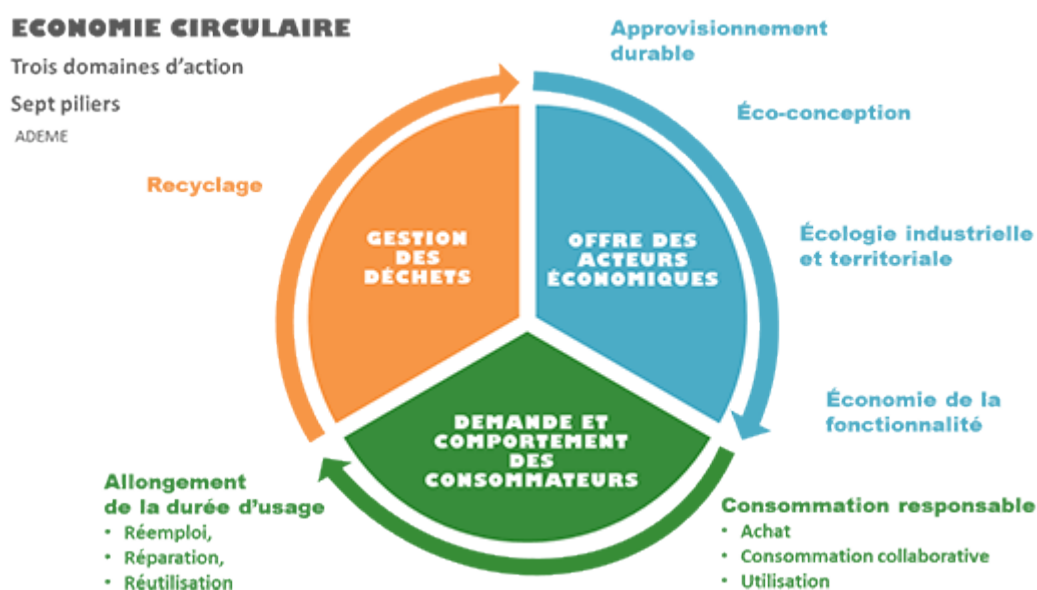 ECONOMIE CIRCULAIRE
Trois domaines d'action
Sept piliers
ADEME
Approvisionnement
durable
Éco-conception
Écologie industrielle
et territoriale
Économie de la
fonctionnalité
OFFRE DES
ACTEURS
ÉCONOMIQUES
Consommation responsable
• Achat
• Consommation collaborative
• Utilisation
DEMANDE ET
COMPORTEMENT
DES
CONSOMMATEURS
Allongement
de la durée d'usage
• Réemploi,
• Réparation,
• Réutilisation
Recyclage
GESTION
DES
DÉCHETS